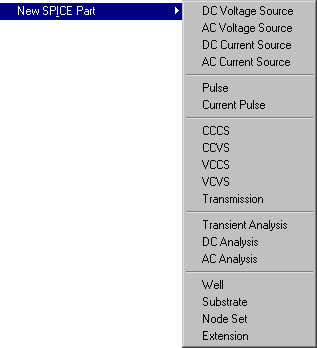 New SPICE Part
DC Voltage Source
AC Voltage Source
DC Current Source
AC Current Source
Pulse
Current Pulse
CCCS
CCVS
VCCS
VCVS
Transmission
Transient Analysis
DC Analysis
AC Analysis
Well
Substrate
Node Set
Extension